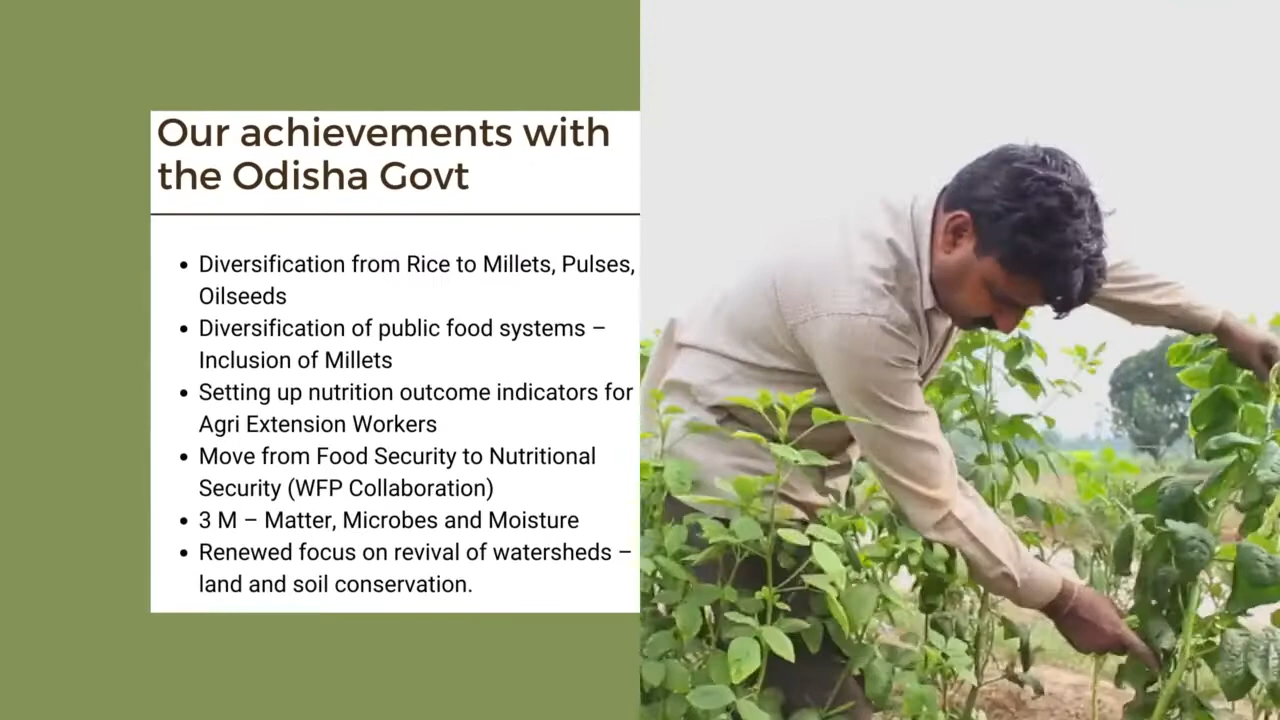 Our achievements with
the Odisha Govt
• Diversification from Rice to Millets, Pulses,
Oilseeds
• Diversification of public food systems –
Inclusion of Millets
• Setting up nutrition outcome indicators for
Agri Extension Workers
• Move from Food Security to Nutritional
Security (WFP Collaboration)
• 3 M – Matter, Microbes and Moisture
• Renewed focus on revival of watersheds –
land and soil conservation.